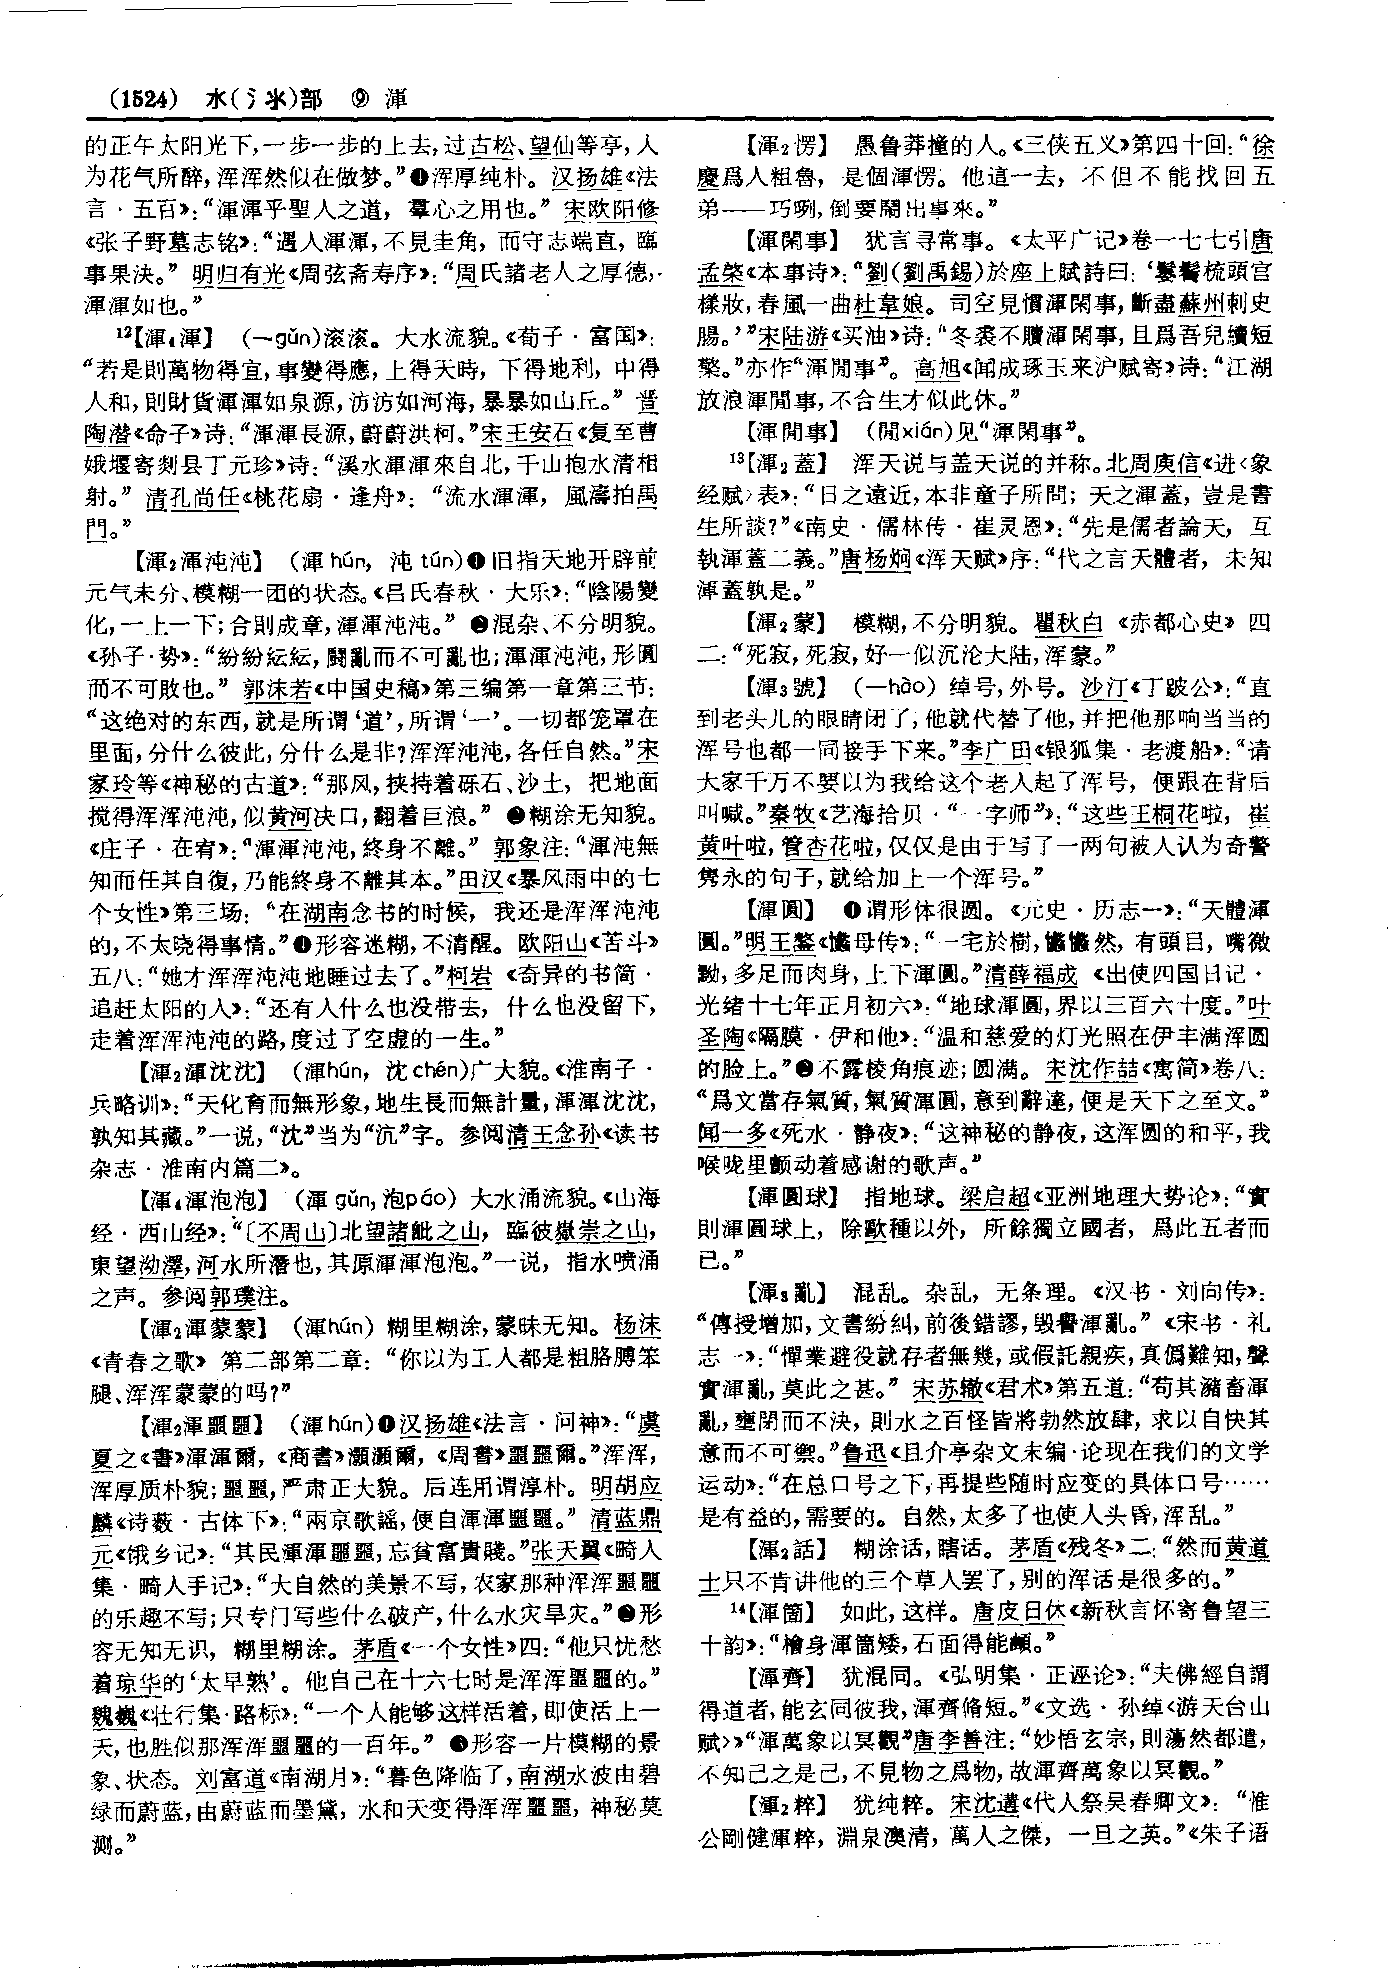 (1524) 水(氵氺)部 ⑨ 渾
的正午太阳光下,一步一步的上去,过古松、望仙等亭,人
为花气所醉,浑浑然似在做梦。”❹浑厚纯朴。汉扬雄《法
言·五百》:“渾渾乎聖人之道,羣心之用也。”宋欧阳修
《张子野墓志铭》:“遇人渾渾,不見圭角,而守志端直,臨
事果決。”明归有光《周弦斋寿序》:“周氏諸老人之厚德,
渾渾如也。”
12【渾4渾】 (—gǔn)滚滚。大水流貌。《荀子·富国》:
“若是則萬物得宜,事變得應,上得天時,下得地利,中得
人和,則財貨渾渾如泉源,汸汸如河海,暴暴如山丘。”晋
陶潜《命子》诗:“渾渾長源,蔚蔚洪柯。”宋王安石《复至曹
娥堰寄剡县丁元珍》诗:“溪水渾渾來自北,千山抱水清相
射。”清孔尚任《桃花扇·逢舟》:“流水渾渾,風濤拍禹
門。”
【渾2渾沌沌】 (渾hún,沌tún)❶旧指天地开辟前
元气未分、模糊一团的状态。《吕氏春秋·大乐》:“陰陽變
化,一上一下;合則成章,渾渾沌沌。”❷混杂、不分明貌。
《孙子·势》:“紛紛紜紜,鬬亂而不可亂也;渾渾沌沌,形圓
而不可敗也。”郭沫若《中国史稿》第三编第一章第三节:
“这绝对的东西,就是所谓‘道’,所谓‘一’。一切都笼罩在
里面,分什么彼此,分什么是非?浑浑沌沌,各任自然。”宋
家玲等《神秘的古道》:“那风,挟持着砾石、沙土,把地面
搅得浑浑沌沌,似黄河决口,翻着巨浪。”❸糊涂无知貌。
《庄子·在宥》:“渾渾沌沌,終身不離。”郭象注:“渾沌無
知而任其自復,乃能終身不離其本。”田汉《暴风雨中的七
个女性》第三场:“在湖南念书的时候,我还是浑浑沌沌
的,不太晓得事情。”❹形容迷糊,不清醒。欧阳山《苦斗》
五八:“她才浑浑沌沌地睡过去了。”柯岩《奇异的书简·
追赶太阳的人》:“还有人什么也没带去,什么也没留下,
走着浑浑沌沌的路,度过了空虚的一生。”
【渾2渾沈沈】 (渾hún,沈chén)广大貌。《淮南子·
兵略训》:“天化育而無形象,地生長而無計量,渾渾沈沈,
孰知其藏。”一说,“沈”当为“沆”字。参阅清王念孙《读书
杂志·淮南内篇二》。
【渾4渾泡泡】 (渾gǔn,泡páo)大水涌流貌。《山海
经·西山经》:“〔不周山〕北望諸毗之山,臨彼嶽崇之山,
東望泑澤,河水所潛也,其原渾渾泡泡。”一说,指水喷涌
之声。参阅郭璞注。
【渾2渾蒙蒙】 (渾hún)糊里糊涂,蒙昧无知。杨沫
《青春之歌》第二部第二章:“你以为工人都是粗胳膊笨
腿、浑浑蒙蒙的吗?”
【渾2渾噩噩】 (渾hún)❶汉扬雄《法言·问神》:“虞
夏之《書》渾渾爾,《商書》灝灝爾,《周書》噩噩爾。”浑浑,
浑厚质朴貌;噩噩,严肃正大貌。后连用谓淳朴。明胡应
麟《诗薮·古体下》:“兩京歌謠,便自渾渾噩噩。”清蓝鼎
元《饿乡记》:“其民渾渾噩噩,忘貧富貴賤。”张天翼《畸人
集·畸人手记》:“大自然的美景不写,农家那种浑浑噩噩
的乐趣不写;只专门写些什么破产,什么水灾旱灾。”❷形
容无知无识,糊里糊涂。茅盾《一个女性》四:“他只忧愁
着琼华的‘太早熟’。他自己在十六七时是浑浑噩噩的。”
魏巍《壮行集·路标》:“一个人能够这样活着,即使活上一
天,也胜似那浑浑噩噩的一百年。”❸形容一片模糊的景
象、状态。刘富道《南湖月》:“暮色降临了,南湖水波由碧
绿而蔚蓝,由蔚蓝而墨黛,水和天变得浑浑噩噩,神秘莫
测。”
【渾2愣】 愚鲁莽撞的人。《三侠五义》第四十回:“徐
慶爲人粗魯,是個渾愣。他這一去,不但不能找回五
弟——巧咧,倒要鬧出事來。”
【渾閑事】 犹言寻常事。《太平广记》卷一七七引唐
孟棨《本事诗》:“劉(劉禹錫)於座上賦詩曰:‘鬖髿梳頭宫
樣妝,春風一曲杜韋娘。司空見慣渾閑事,斷盡蘇州刺史
腸。’”宋陆游《买油》诗:“冬裘不贖渾閑事,且爲吾兒續短
檠。”亦作“渾閒事”。高旭《闻成琢玉来沪赋寄》诗:“江湖
放浪渾閒事,不合生才似此休。”
【渾閒事】 (閒xián)见“渾閑事”。
13【渾2蓋】 浑天说与盖天说的并称。北周庾信《进〈象
经赋〉表》:“日之遠近,本非童子所問;天之渾蓋,豈是書
生所談?”《南史·儒林传·崔灵恩》:“先是儒者論天,互
執渾蓋二義。”唐杨炯《浑天赋》序:“代之言天體者,未知
渾蓋孰是。”
【渾2蒙】 模糊,不分明貌。瞿秋白《赤都心史》四
二:“死寂,死寂,好一似沉沦大陆,浑蒙。”
【渾3號】 (—hào)绰号,外号。沙汀《丁跛公》:“直
到老头儿的眼睛闭了,他就代替了他,并把他那响当当的
浑号也都一同接手下来。”李广田《银狐集·老渡船》:“请
大家千万不要以为我给这个老人起了浑号,便跟在背后
叫喊。”秦牧《艺海拾贝·“一字师”》:“这些王桐花啦,崔
黄叶啦,管杏花啦,仅仅是由于写了一两句被人认为奇警
隽永的句子,就给加上一个浑号。”
【渾圓】 ❶谓形体很圆。《元史·历志一》:“天體渾
圓。”明王鏊《蟂母传》:“一宅於樹,然,有頭目,嘴微
黝,多足而肉身,上下渾圓。”清薛福成《出使四国日记·
光绪十七年正月初六》:“地球渾圓,界以三百六十度。”叶
圣陶《隔膜·伊和他》:“温和慈爱的灯光照在伊丰满浑圆
的脸上。”❷不露棱角痕迹;圆满。宋沈作喆《寓简》卷八:
“爲文當存氣質,氣質渾圓,意到辭達,便是天下之至文。”
闻一多《死水·静夜》:“这神秘的静夜,这浑圆的和平,我
喉咙里颤动着感谢的歌声。”
【渾圓球】 指地球。梁启超《亚洲地理大势论》:“實
則渾圓球上,除歐種以外,所餘獨立國者,爲此五者而
已。”
【渾3亂】 混乱。杂乱,无条理。《汉书·刘向传》:
“傳授增加,文書紛糾,前後錯謬,毁譽渾亂。”《宋书·礼
志一》:“憚業避役就存者無幾,或假託親疾,真僞難知,聲
實渾亂,莫此之甚。”宋苏辙《君术》第五道:“苟其瀦畜渾
亂,壅閉而不決,則水之百怪皆將勃然放肆,求以自快其
意而不可禦。”鲁迅《且介亭杂文末编·论现在我们的文学
运动》:“在总口号之下,再提些随时应变的具体口号……
是有益的,需要的。自然,太多了也使人头昏,浑乱。”
【渾2話】 糊涂话,瞎话。茅盾《残冬》二:“然而黄道
士只不肯讲他的三个草人罢了,别的浑话是很多的。”
14【渾箇】 如此,这样。唐皮日休《新秋言怀寄鲁望三
十韵》:“檜身渾箇矮,石面得能顑。”
【渾齊】 犹混同。《弘明集·正诬论》:“夫佛經自謂
得道者,能玄同彼我,渾齊脩短。”《文选·孙绰〈游天台山
赋〉》“渾萬象以冥觀”唐李善注:“妙悟玄宗,則蕩然都遣,
不知己之是己,不見物之爲物,故渾齊萬象以冥觀。”
【渾2粹】 犹纯粹。宋沈遘《代人祭吴春卿文》:“惟
公剛健渾粹,淵泉澳清,萬人之傑,一旦之英。”《朱子语